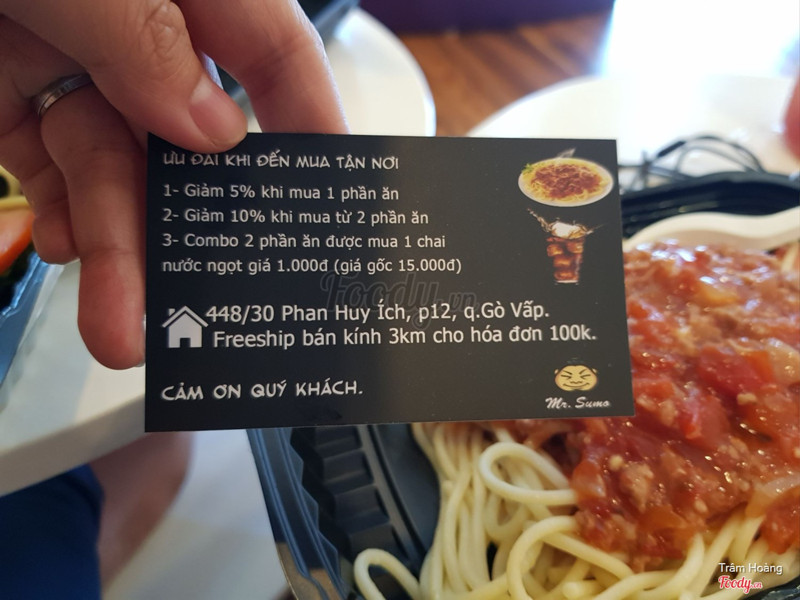 ƯU ĐÃI KHI ĐẾN MUA TẬN NƠI
1- Giảm 5% khi mua 1 phần ăn
2- Giảm 10% khi mua từ 2 phần ăn
3- Combo 2 phần ăn được mua 1 chai
nước ngọt giá 1.000đ (giá gốc 15.000đ)
Foody.vn
448/30 Phan Huy Ích, p12, q.Gò Vấp.
Freeship bán kính 3km cho hóa đơn 100k.
CẢM ƠN QUÝ KHÁCH.
Mr. Sumo
Trâm Hoàng
Foody.vn